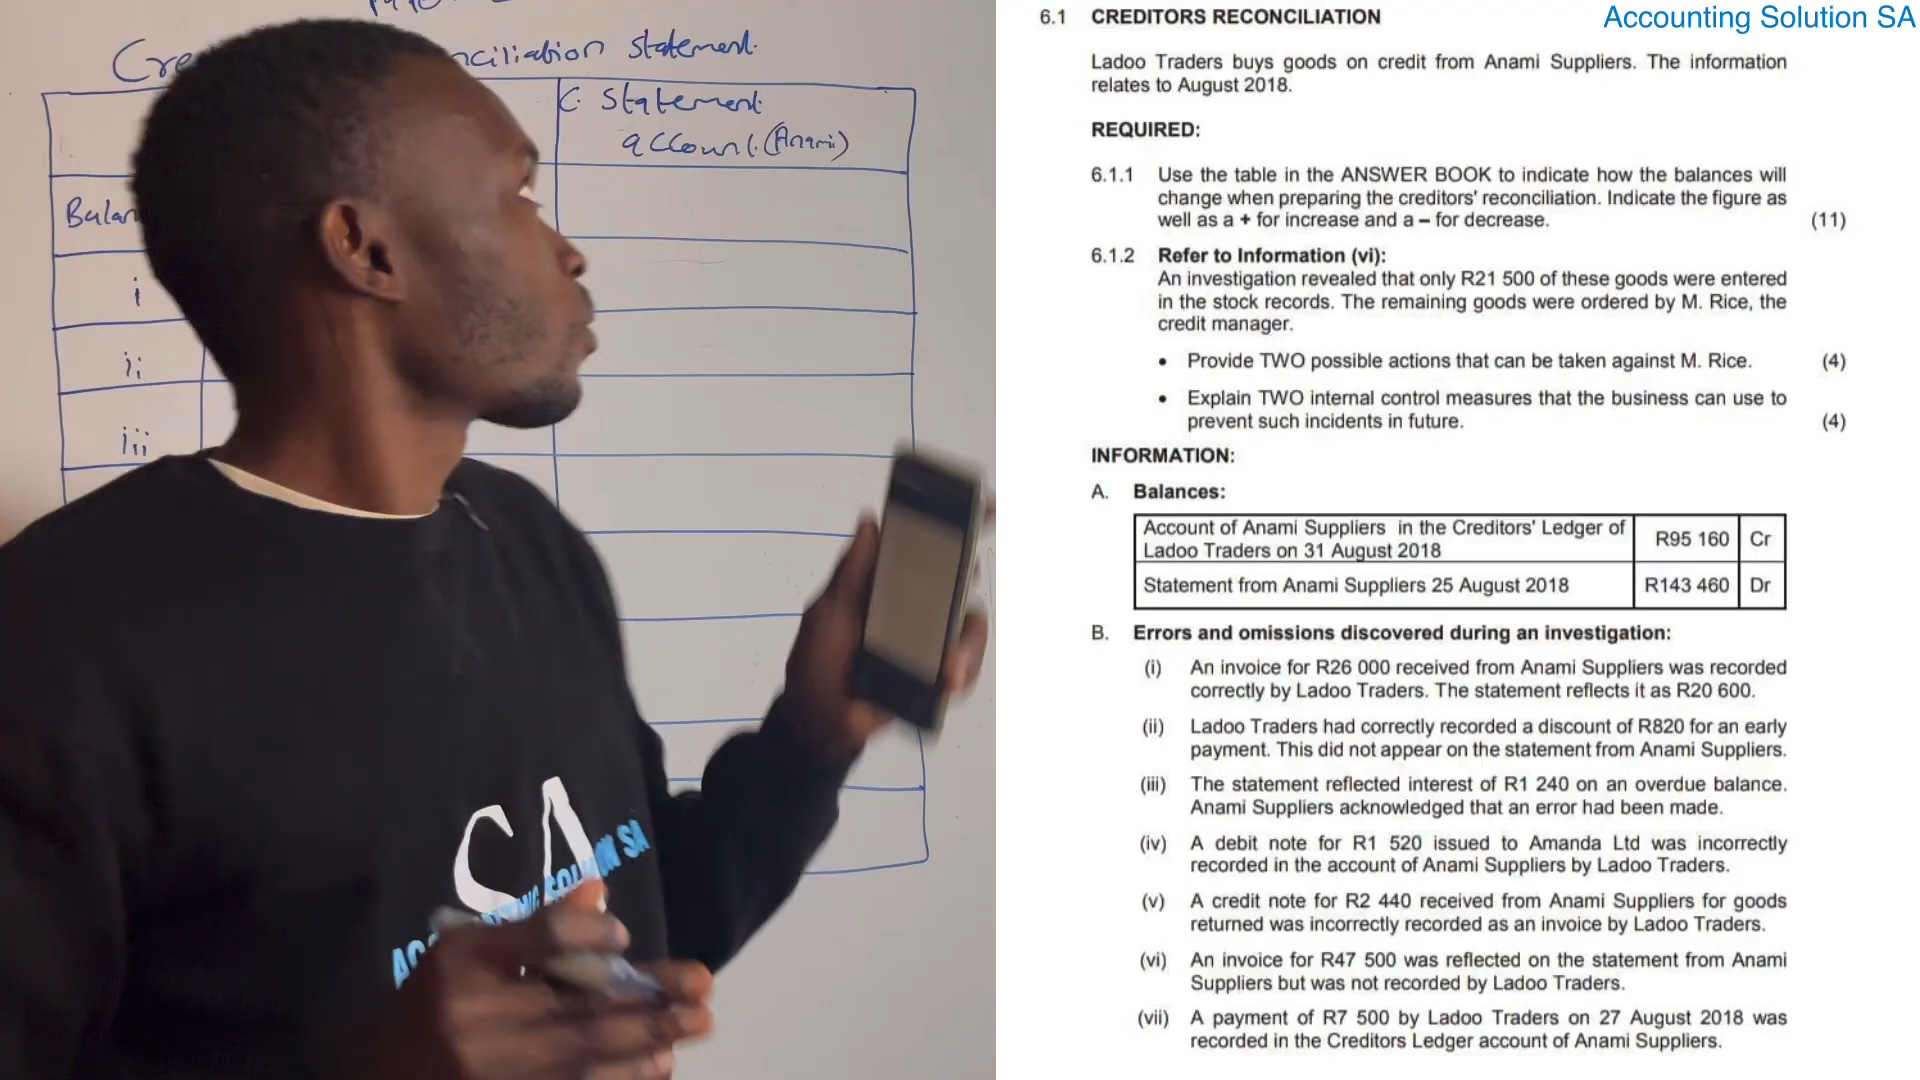 Creditors reconciliation statement.
C. Statement
account. (Anami)
i
ii
iii
SA
ACCOUNTING SOLUTION SA
Accounting Solution SA
6.1 CREDITORS RECONCILIATION
Ladoo Traders buys goods on credit from Anami Suppliers. The information
relates to August 2018.
REQUIRED:
6.1.1 Use the table in the ANSWER BOOK to indicate how the balances will
change when preparing the creditors' reconciliation. Indicate the figure as
well as a + for increase and a – for decrease. (11)
6.1.2 Refer to Information (vi):
An investigation revealed that only R21 500 of these goods were entered
in the stock records. The remaining goods were ordered by M. Rice, the
credit manager.
• Provide TWO possible actions that can be taken against M. Rice. (4)
• Explain TWO internal control measures that the business can use to
prevent such incidents in future. (4)
INFORMATION:
A. Balances:
Account of Anami Suppliers in the Creditors' Ledger of
Ladoo Traders on 31 August 2018 R95 160 Cr
Statement from Anami Suppliers 25 August 2018 R143 460 Dr
B. Errors and omissions discovered during an investigation:
(i) An invoice for R26 000 received from Anami Suppliers was recorded
correctly by Ladoo Traders. The statement reflects it as R20 600.
(ii) Ladoo Traders had correctly recorded a discount of R820 for an early
payment. This did not appear on the statement from Anami Suppliers.
(iii) The statement reflected interest of R1 240 on an overdue balance.
Anami Suppliers acknowledged that an error had been made.
(iv) A debit note for R1 520 issued to Amanda Ltd was incorrectly
recorded in the account of Anami Suppliers by Ladoo Traders.
(v) A credit note for R2 440 received from Anami Suppliers for goods
returned was incorrectly recorded as an invoice by Ladoo Traders.
(vi) An invoice for R47 500 was reflected on the statement from Anami
Suppliers but was not recorded by Ladoo Traders.
(vii) A payment of R7 500 by Ladoo Traders on 27 August 2018 was
recorded in the Creditors Ledger account of Anami Suppliers.